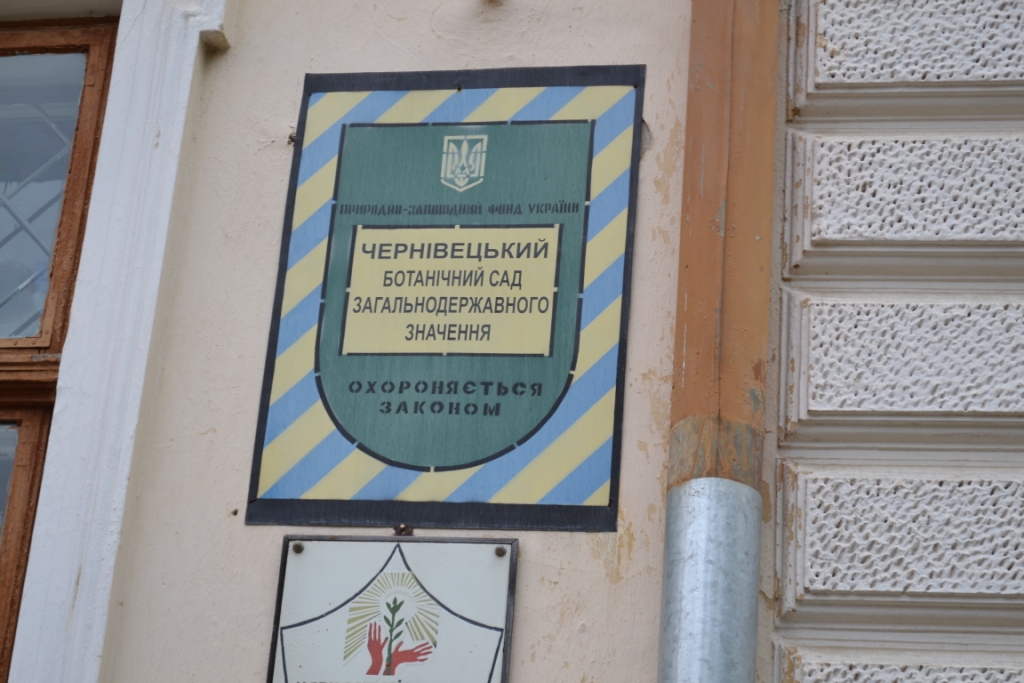 ПРИРОДНО-ЗАПОВІДНИЙ ФОНД УКРАЇНИ
ЧЕРНІВЕЦЬКИЙ
БОТАНІЧНИЙ САД
ЗАГАЛЬНОДЕРЖАВНОГО
ЗНАЧЕННЯ
ОХОРОНЯЄТЬСЯ
ЗАКОНОМ